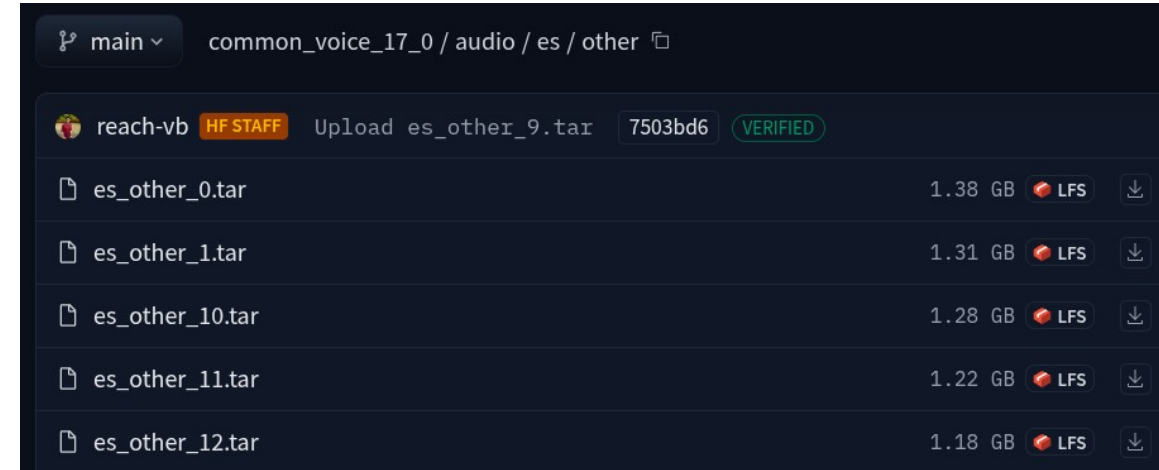 main common_voice_17_0 / audio / es / other
reach-vb HF STAFF Upload es_other_9.tar 7503bd6 VERIFIED
es_other_0.tar 1.38 GB LFS
es_other_1.tar 1.31 GB LFS
es_other_10.tar 1.28 GB LFS
es_other_11.tar 1.22 GB LFS
es_other_12.tar 1.18 GB LFS